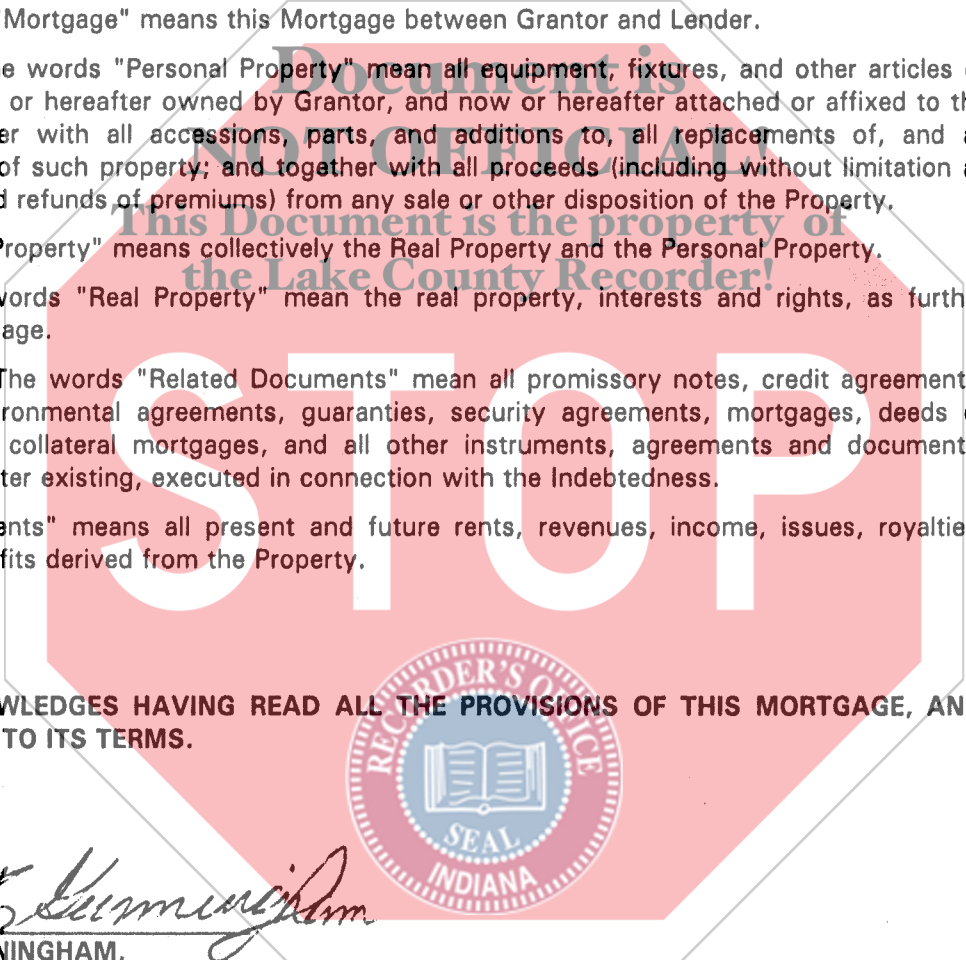 "Mortgage" means this Mortgage between Grantor and Lender.
e words "Personal Property" mean all equipment, fixtures, and other articles
or hereafter owned by Grantor, and now or hereafter attached or affixed to th
er with all accessions, parts, and additions to, all replacements of, and a
of such property; and together with all proceeds (including without limitation a
d refunds of premiums) from any sale or other disposition of the Property.
Property" means collectively the Real Property and the Personal Property.
words "Real Property" mean the real property, interests and rights, as furth
age.
The words "Related Documents" mean all promissory notes, credit agreement
ronmental agreements, guaranties, security agreements, mortgages, deeds
collateral mortgages, and all other instruments, agreements and document
ter existing, executed in connection with the Indebtedness.
ents" means all present and future rents, revenues, income, issues, royaltie
fits derived from the Property.
WLEDGES HAVING READ ALL THE PROVISIONS OF THIS MORTGAGE, AN
TO ITS TERMS.
NINGHAM,
Document is
NOT OFFICIAL!
This Document is the property of
the Lake County Recorder!
STOP
RECORDER'S OFFICE
SEAL
INDIANA